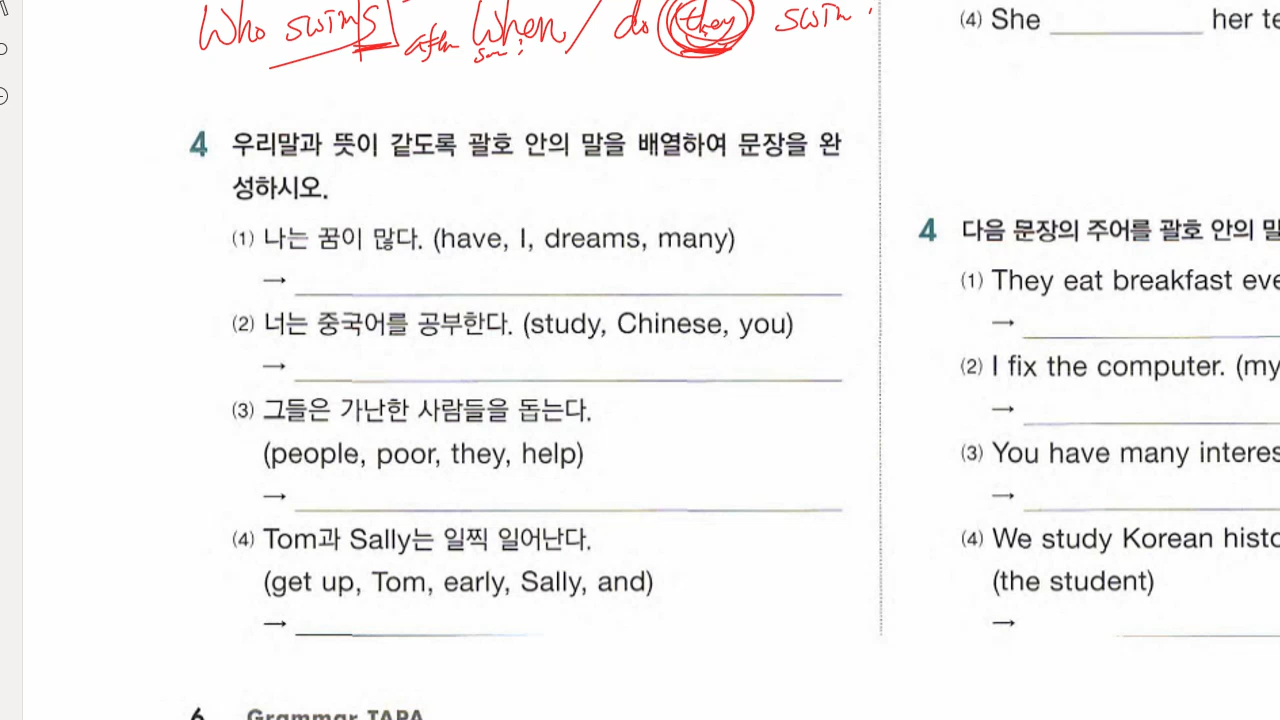 Who swims after when / do they swim.
some?
4 우리말과 뜻이 같도록 괄호 안의 말을 배열하여 문장을 완
성하시오.
(1) 나는 꿈이 많다. (have, I, dreams, many)
→
(2) 너는 중국어를 공부한다. (study, Chinese, you)
→
(3) 그들은 가난한 사람들을 돕는다.
(people, poor, they, help)
→
(4) Tom과 Sally는 일찍 일어난다.
(get up, Tom, early, Sally, and)
→
6 Grammar TAPA
(4) She ________ her
4 다음 문장의 주어를 괄호 안의
(1) They eat breakfast
→
(2) I fix the computer. (my
→
(3) You have many
→
(4) We study Korean
(the student)
→